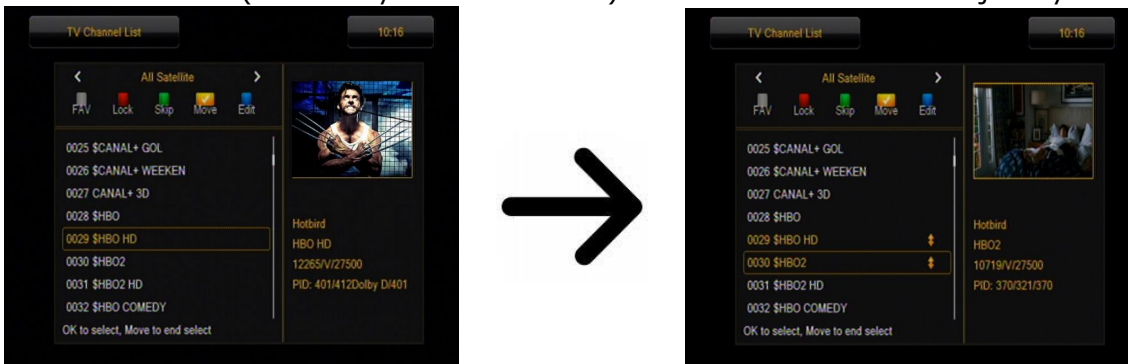 TV Channel List
10:16
All Satellite
FAV Lock Skip Move Edit
0025 $CANAL+ GOL
0026 $CANAL+ WEEKEN
0027 CANAL+ 3D
0028 $HBO
0029 $HBO HD
0030 $HBO2
0031 $HBO2 HD
0032 $HBO COMEDY
OK to select, Move to end select
Hotbird
HBO HD
12265/V/27500
PID: 401/412Dolby D/401
TV Channel List
10:16
All Satellite
FAV Lock Skip Move Edit
0025 $CANAL+ GOL
0026 $CANAL+ WEEKEN
0027 CANAL+ 3D
0028 $HBO
0029 $HBO HD
0030 $HBO2
0031 $HBO2 HD
0032 $HBO COMEDY
OK to select, Move to end select
Hotbird
HBO2
10719/V/27500
PID: 370/321/370